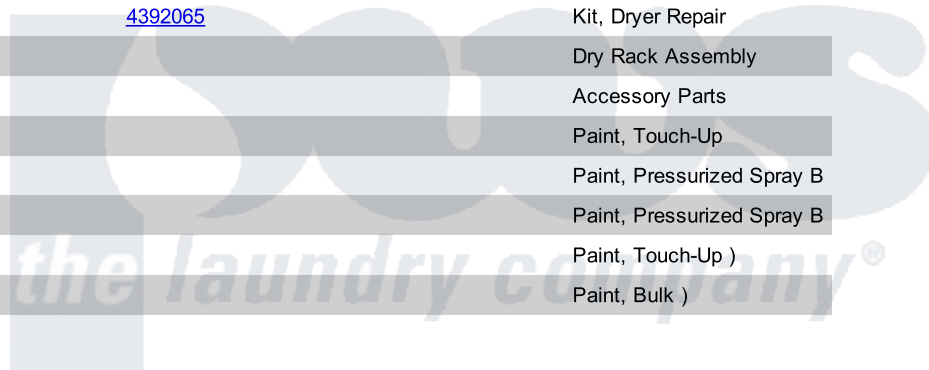 4392065 Kit, Dryer Repair
Dry Rack Assembly
Accessory Parts
Paint, Touch-Up
Paint, Pressurized Spray B
Paint, Pressurized Spray B
Paint, Touch-Up )
Paint, Bulk )
pws
the laundry company®